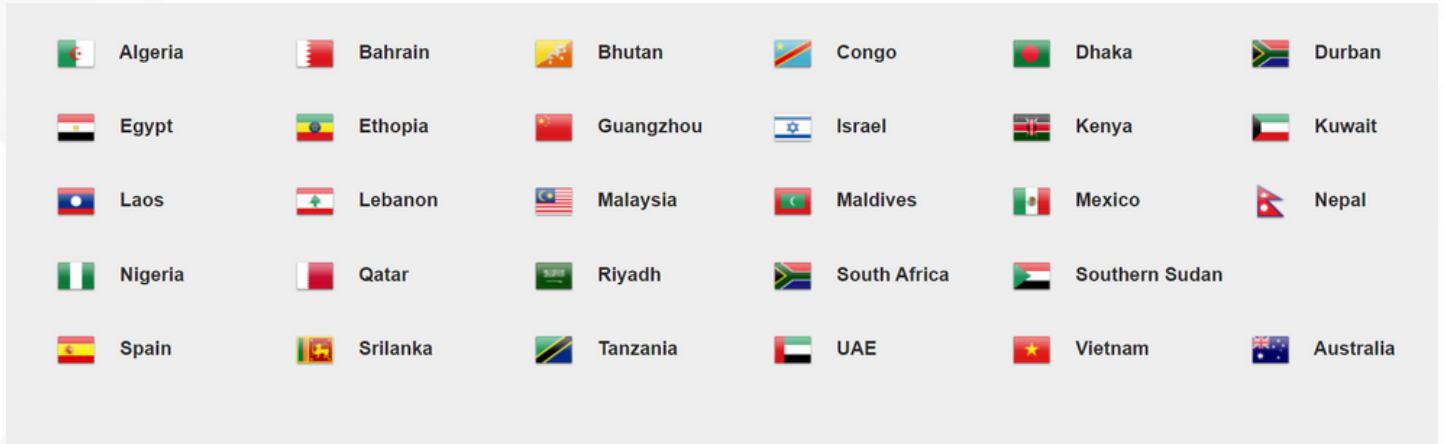 Algeria Bahrain Bhutan Congo Dhaka Durban
Egypt Ethopia Guangzhou Israel Kenya Kuwait
Laos Lebanon Malaysia Maldives Mexico Nepal
Nigeria Qatar Riyadh South Africa Southern Sudan
Spain Srilanka Tanzania UAE Vietnam Australia